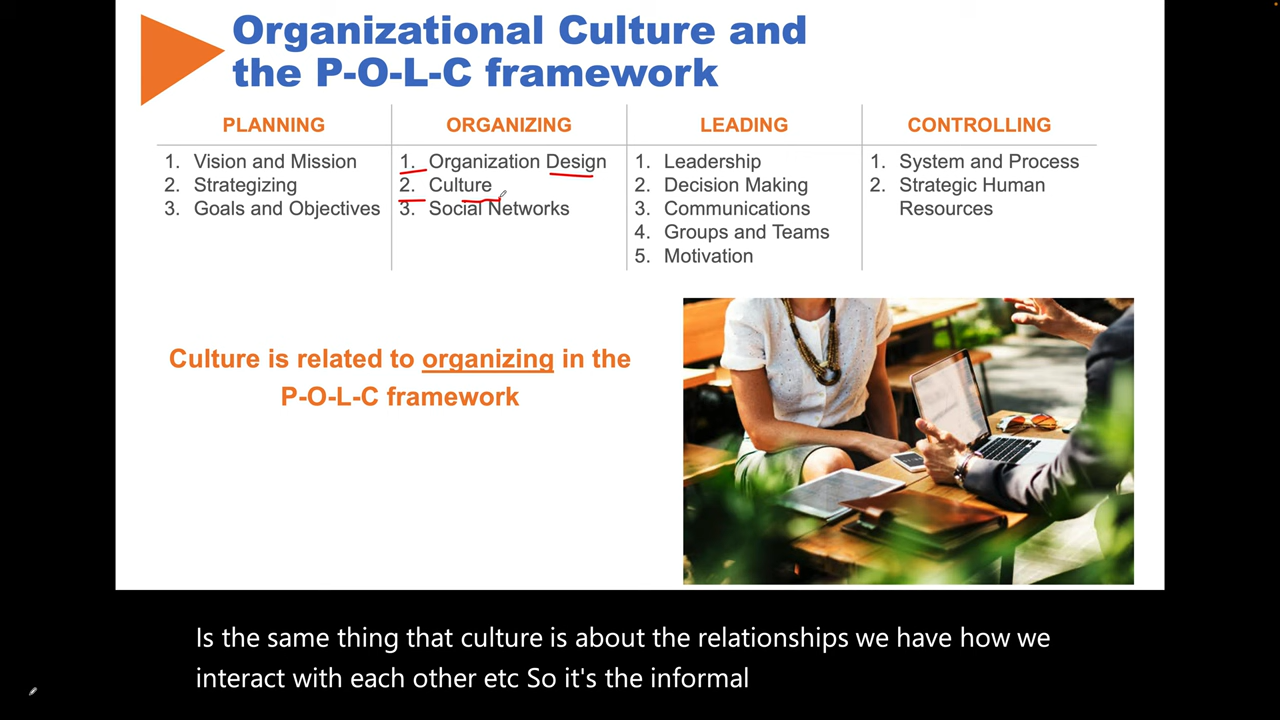 Organizational Culture and
the P-O-L-C framework
PLANNING
1. Vision and Mission
2. Strategizing
3. Goals and Objectives
ORGANIZING
1. Organization Design
2. Culture
3. Social Networks
LEADING
1. Leadership
2. Decision Making
3. Communications
4. Groups and Teams
5. Motivation
CONTROLLING
1. System and Process
2. Strategic Human
Resources
Culture is related to organizing in the
P-O-L-C framework
Is the same thing that culture is about the relationships we have how we
interact with each other etc So it's the informal